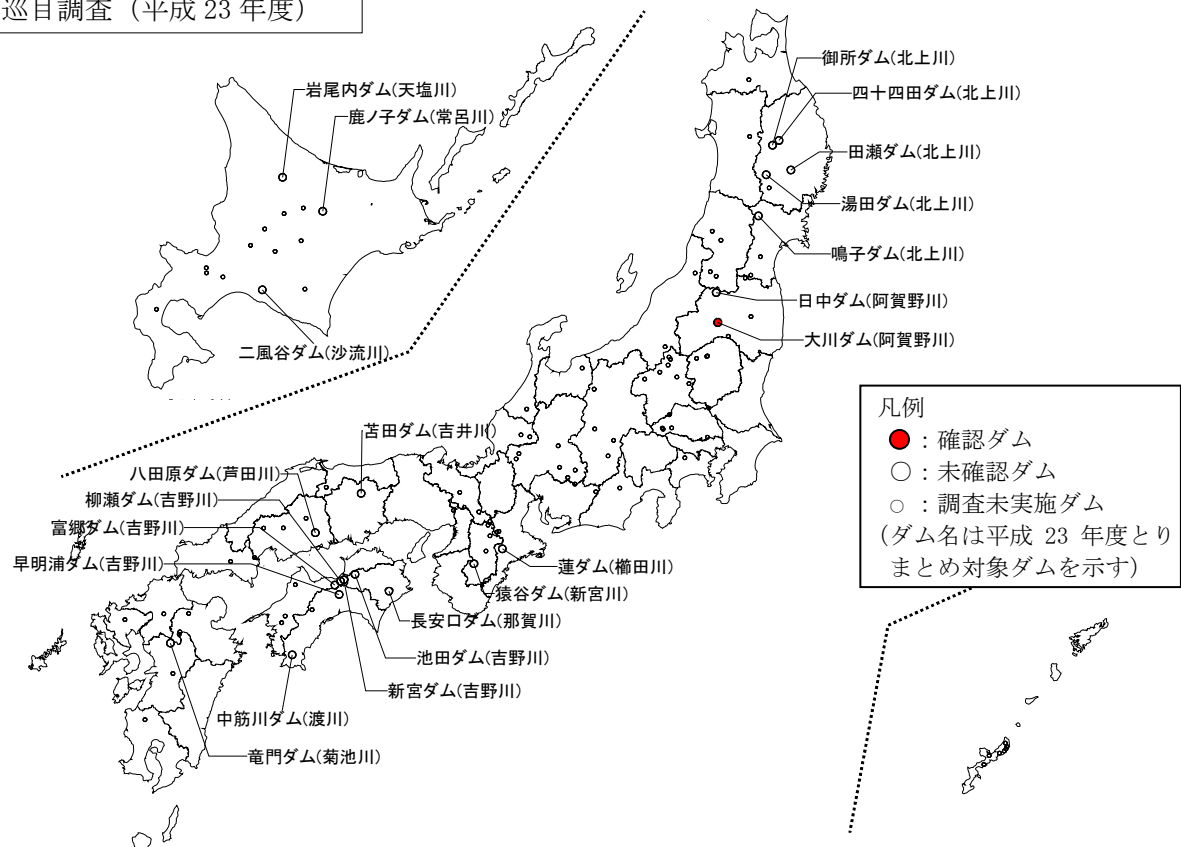 巡目調査（平成 23 年度）
御所ダム(北上川)
岩尾内ダム(天塩川)
四十四田ダム(北上川)
鹿ノ子ダム(常呂川)
田瀬ダム(北上川)
湯田ダム(北上川)
鳴子ダム(北上川)
日中ダム(阿賀野川)
大川ダム(阿賀野川)
二風谷ダム(沙流川)
凡例
：確認ダム
：未確認ダム
：調査未実施ダム
(ダム名は平成 23 年度とり
まとめ対象ダムを示す)
苫田ダム(吉井川)
八田原ダム(芦田川)
柳瀬ダム(吉野川)
富郷ダム(吉野川)
早明浦ダム(吉野川)
蓮ダム(櫛田川)
猿谷ダム(新宮川)
長安口ダム(那賀川)
池田ダム(吉野川)
新宮ダム(吉野川)
中筋川ダム(渡川)
竜門ダム(菊池川)